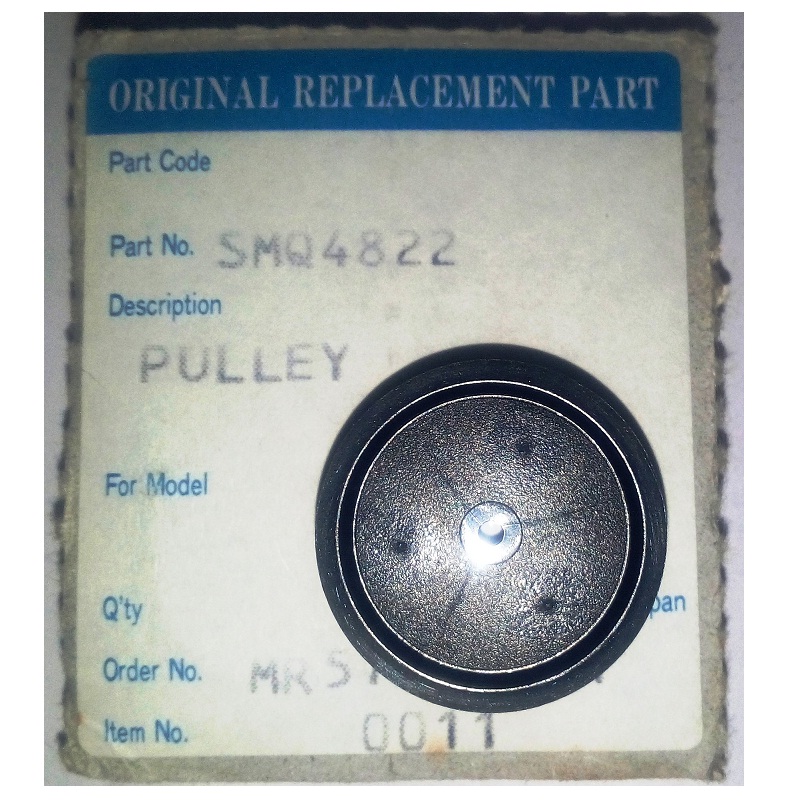 ORIGINAL REPLACEMENT PART
Part Code
Part No. SMQ4822
Description
PULLEY
For Model
Q'ty
Order No.
Item No. 0011